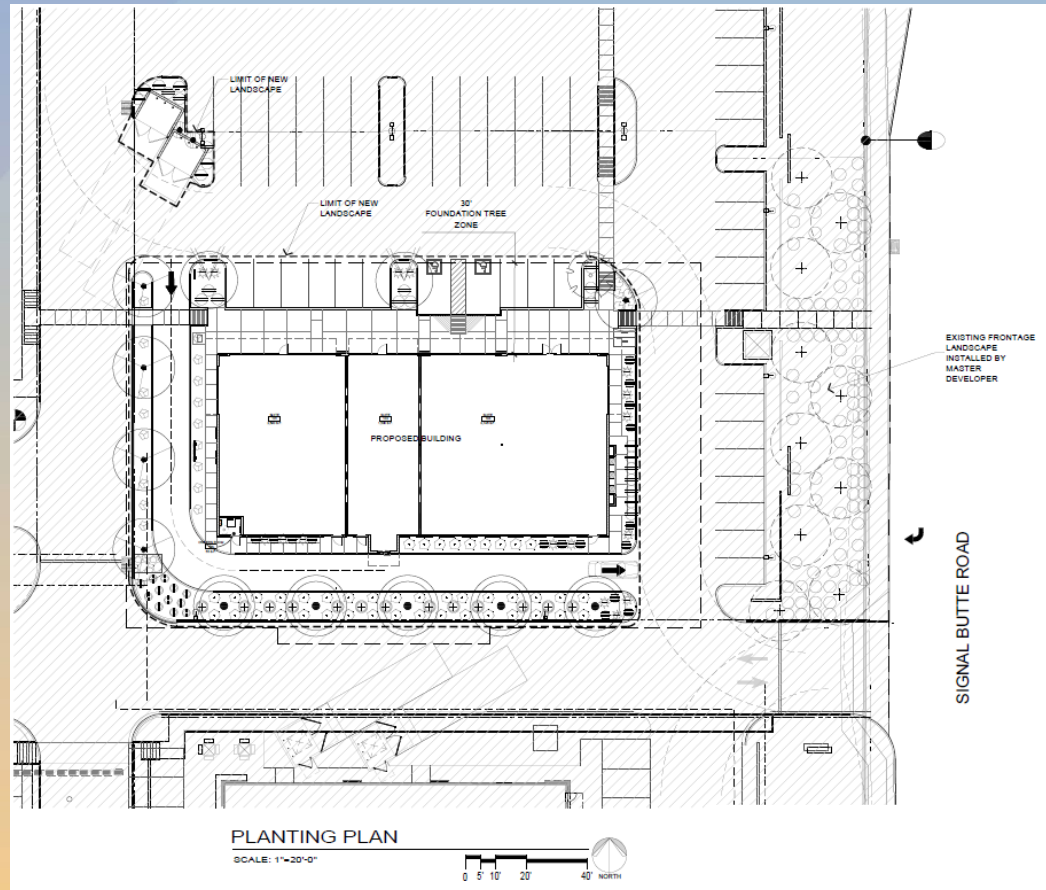 LIMIT OF NEW
LANDSCAPE
LIMIT OF NEW
LANDSCAPE
30'
FOUNDATION TREE
ZONE
EXISTING FRONTAGE
LANDSCAPE
INSTALLED BY
MASTER
DEVELOPER
PROPOSED BUILDING
SIGNAL BUTTE ROAD
PLANTING PLAN
SCALE: 1"=20'-0"
0 5' 10' 20' 40'
NORTH